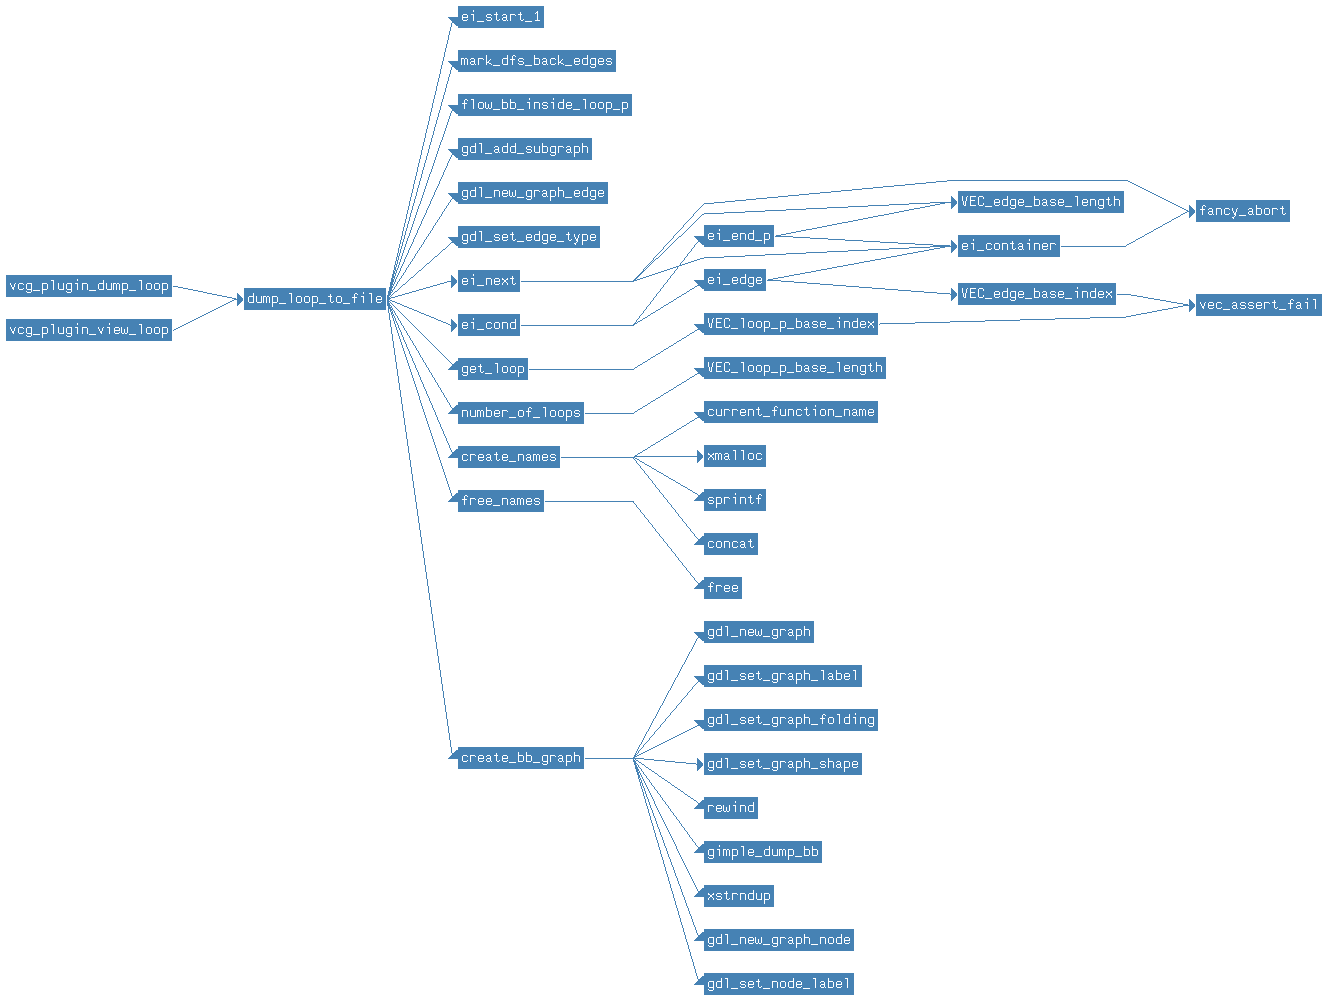 vcg_plugin_dump_loop
vcg_plugin_view_loop
dump_loop_to_file
ei_start_1
mark_dfs_back_edges
flow_bb_inside_loop_p
gdl_add_subgraph
gdl_new_graph_edge
gdl_set_edge_type
ei_next
ei_cond
get_loop
number_of_loops
create_names
free_names
create_bb_graph
ei_end_p
ei_edge
VEC_loop_p_base_index
VEC_loop_p_base_length
current_function_name
xmalloc
sprintf
concat
free
gdl_new_graph
gdl_set_graph_label
gdl_set_graph_folding
gdl_set_graph_shape
rewind
gimple_dump_bb
xstrndup
gdl_new_graph_node
gdl_set_node_label
VEC_edge_base_length
ei_container
VEC_edge_base_index
fancy_abort
vec_assert_fail